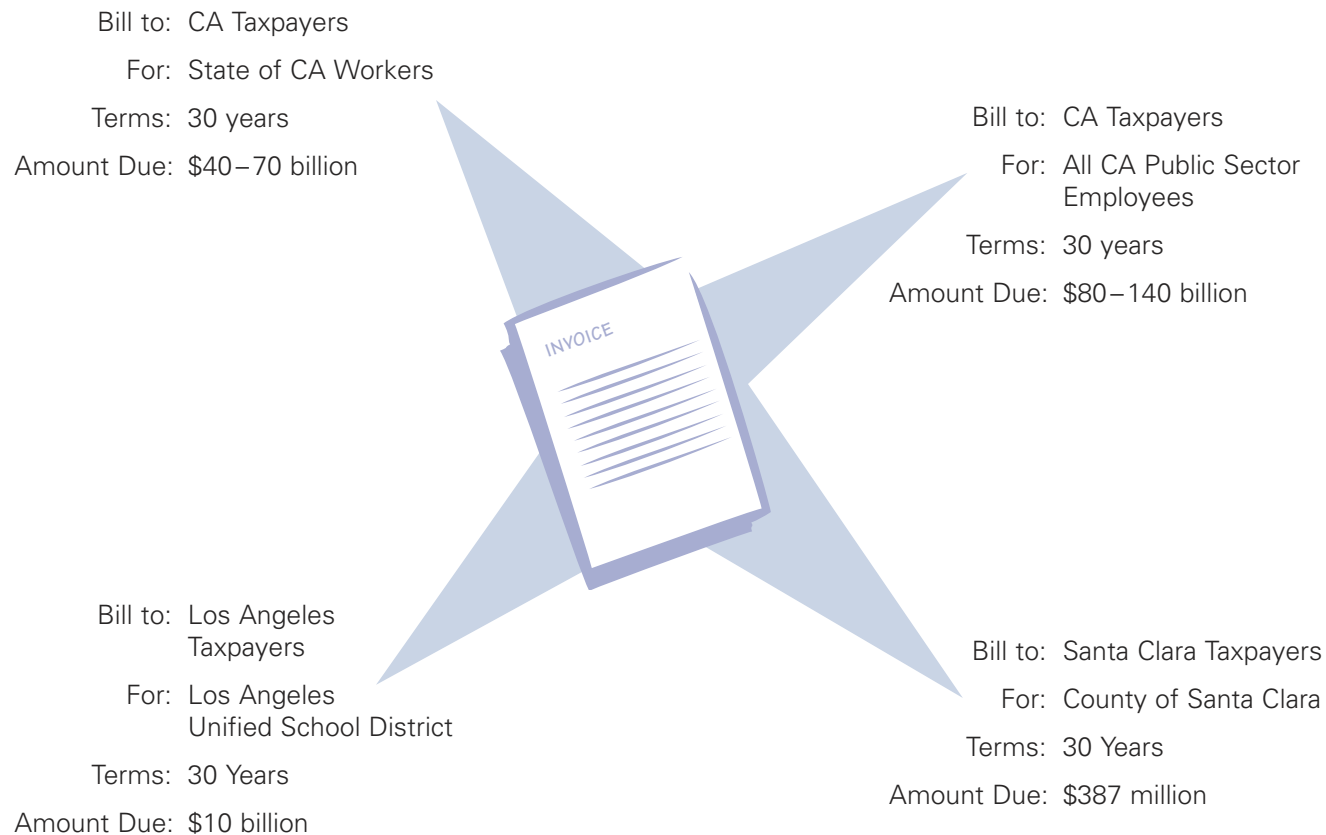 Bill to: CA Taxpayers
For: State of CA Workers
Terms: 30 years
Amount Due: $40–70 billion
Bill to: CA Taxpayers
For: All CA Public Sector
Employees
Terms: 30 years
Amount Due: $80–140 billion
INVOICE
Bill to: Los Angeles
Taxpayers
For: Los Angeles
Unified School District
Terms: 30 Years
Amount Due: $10 billion
Bill to: Santa Clara Taxpayers
For: County of Santa Clara
Terms: 30 Years
Amount Due: $387 million